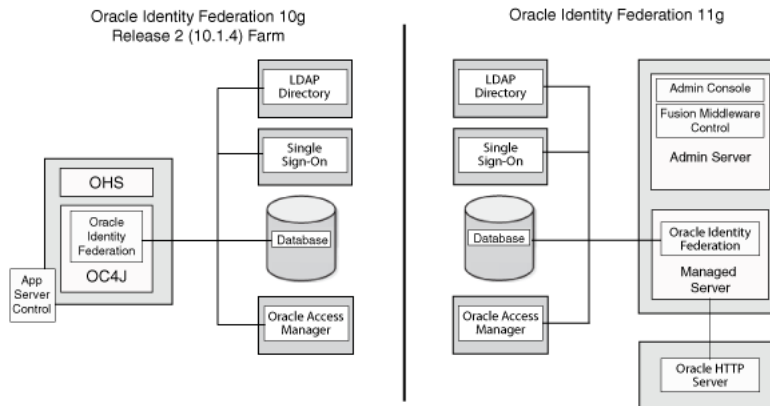 Oracle Identity Federation 10g
Release 2 (10.1.4) Farm
OHS
Oracle
Identity
Federation
OC4J
App
Server
Control
LDAP
Directory
Single
Sign-On
Database
Oracle Access
Manager
Oracle Identity Federation 11g
LDAP
Directory
Single
Sign-On
Database
Oracle Access
Manager
Admin Console
Fusion Middleware
Control
Admin Server
Oracle Identity
Federation
Managed
Server
Oracle HTTP
Server